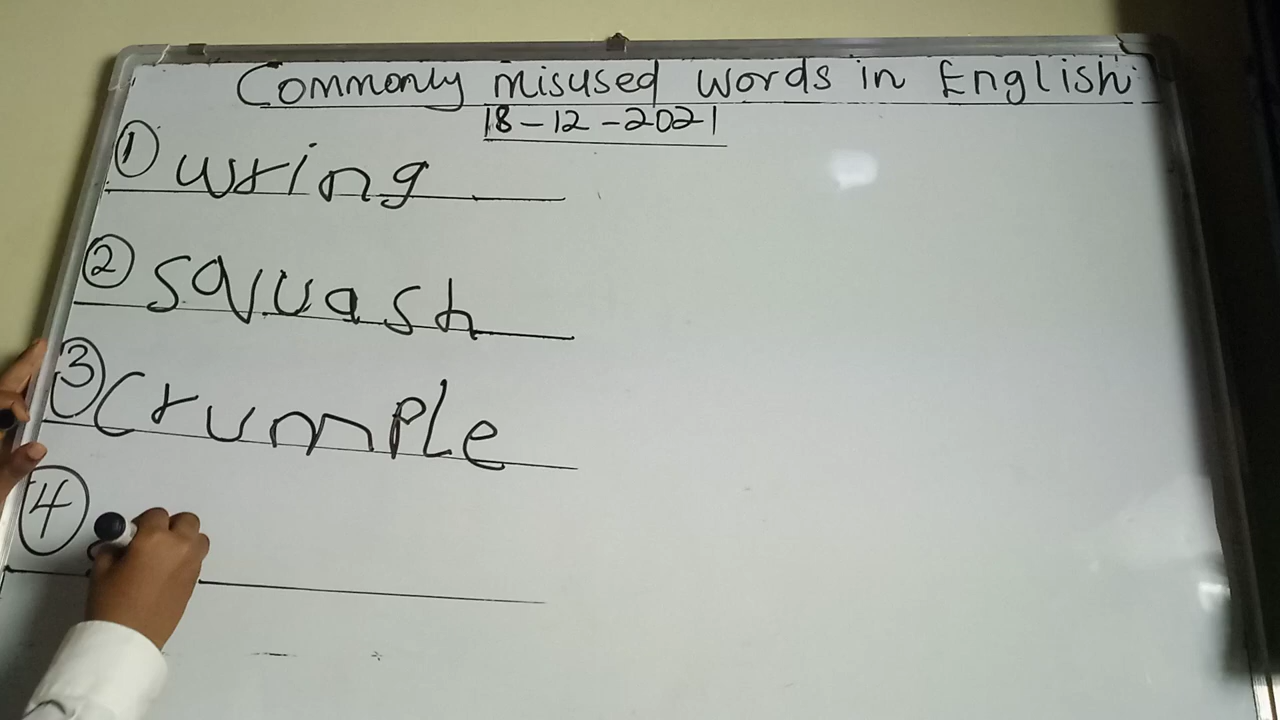 Commonly misused words in English
18-12-2021
① wring
② squash
③ CrumPLe
④